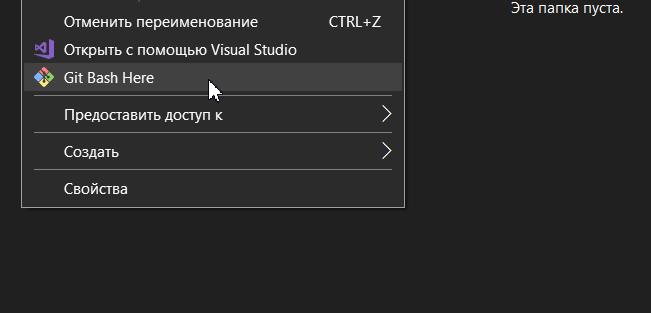 Эта папка пуста.
Отменить переименование CTRL+Z
Открыть с помощью Visual Studio
Git Bash Here
Предоставить доступ к
Создать
Свойства